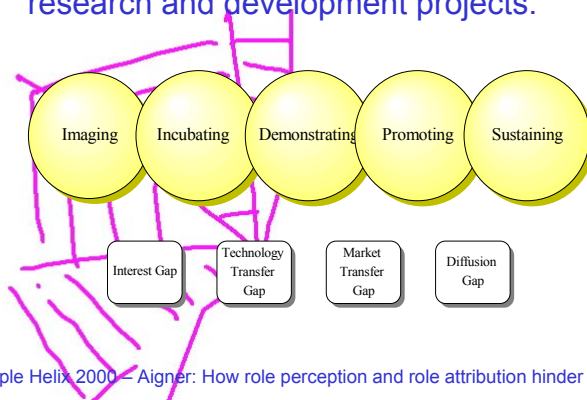 research and development projects.
Imaging Incubating Demonstrating Promoting Sustaining
Interest Gap
Technology
Transfer
Gap
Market
Transfer
Gap
Diffusion
Gap
ple Helix 2000 – Aigner: How role perception and role attribution hinder